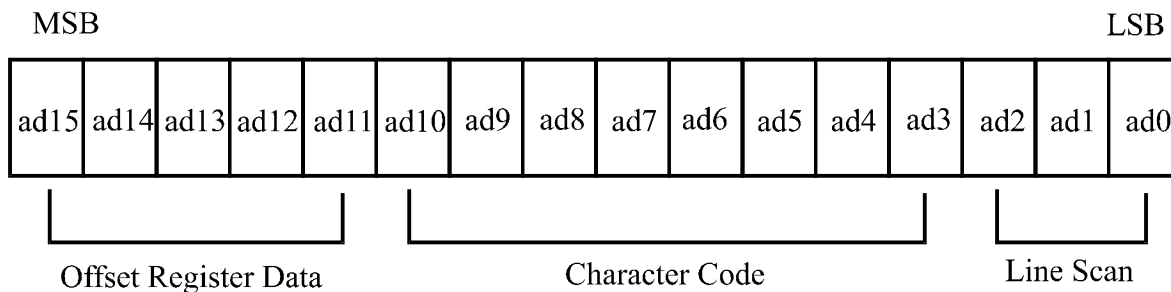 MSB LSB
ad15 ad14 ad13 ad12 ad11 ad10 ad9 ad8 ad7 ad6 ad5 ad4 ad3 ad2 ad1 ad0
Offset Register Data Character Code Line Scan